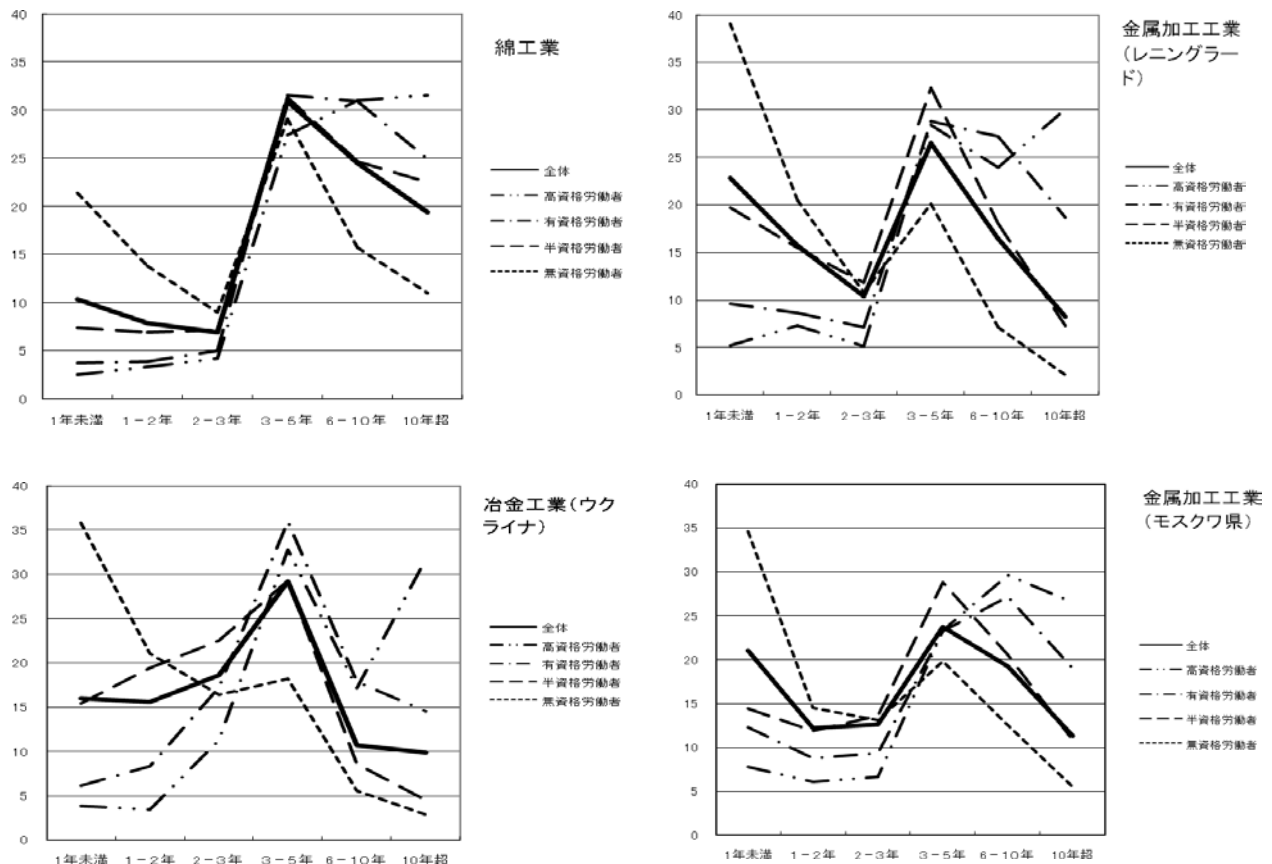 綿工業
40
35
30
25
20
15
10
5
0
1年未満 1－2年 2－3年 3－5年 6－10年 10年超
全体
高資格労働者
有資格労働者
半資格労働者
無資格労働者
金属加工工業
（レニングラー
ド）
40
35
30
25
20
15
10
5
0
1年未満 1－2年 2－3年 3－5年 6－10年 10年超
全体
高資格労働者
有資格労働者
半資格労働者
無資格労働者
冶金工業（ウク
ライナ）
40
35
30
25
20
15
10
5
0
1年未満 1－2年 2－3年 3－5年 6－10年 10年超
全体
高資格労働者
有資格労働者
半資格労働者
無資格労働者
金属加工工業
（モスクワ県）
40
35
30
25
20
15
10
5
0
1年未満 1－2年 2－3年 3－5年 6－10年 10年超
全体
高資格労働者
有資格労働者
半資格労働者
無資格労働者